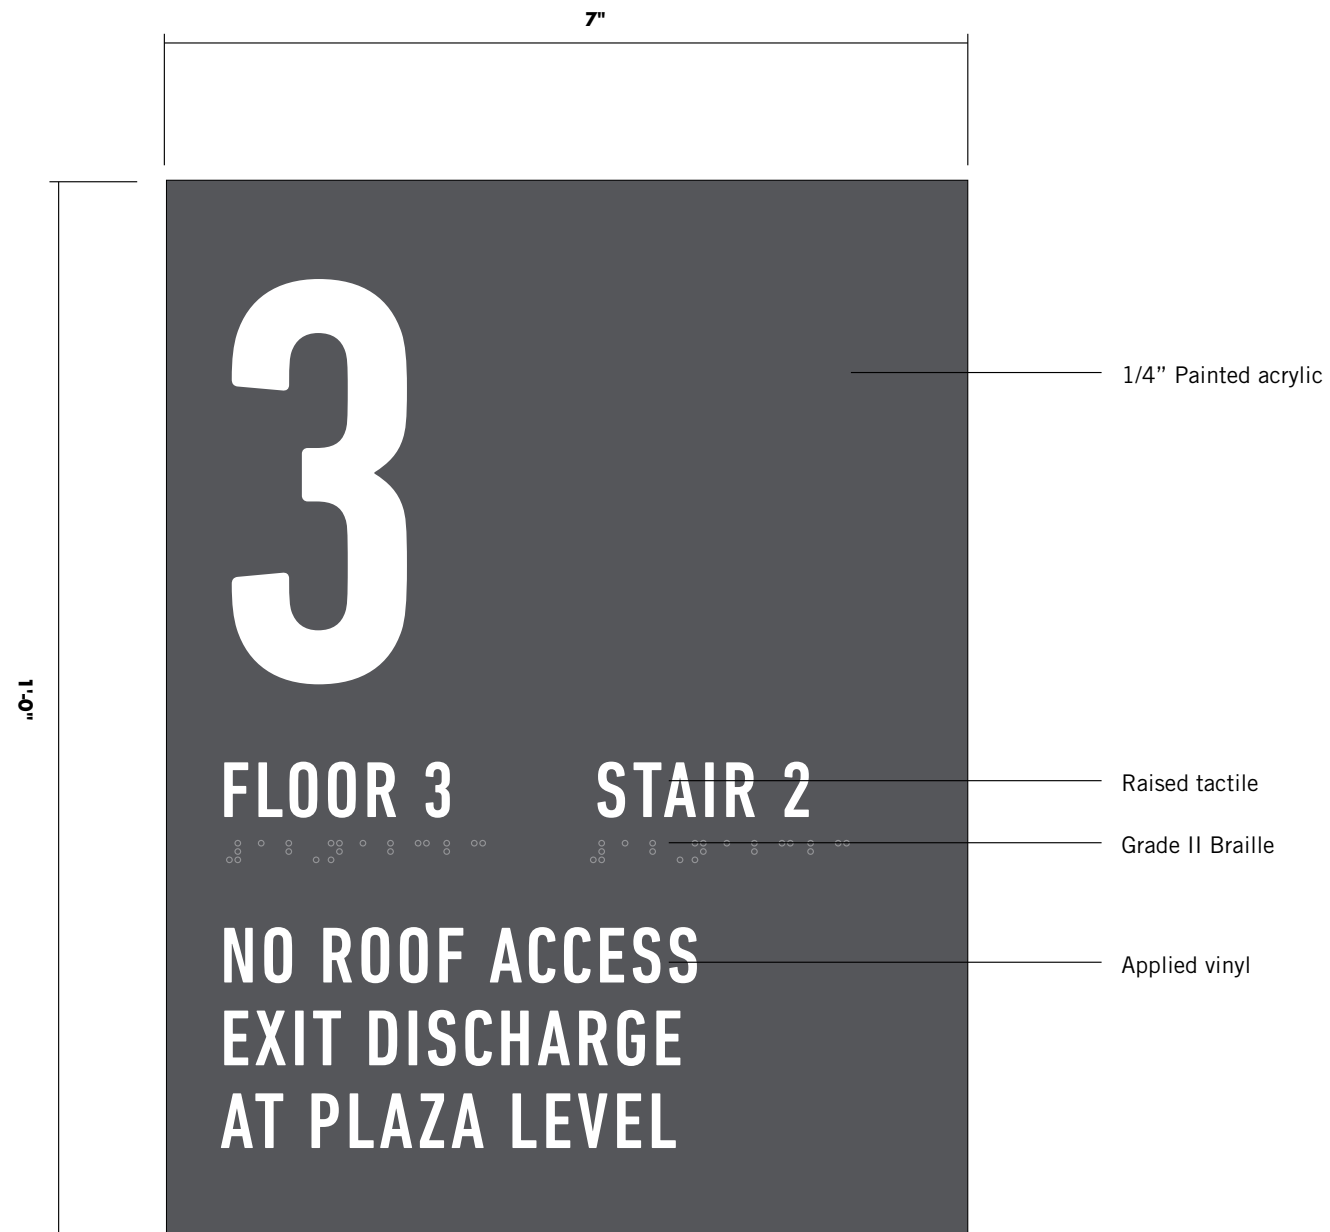 7"
1'-0"
3
1/4” Painted acrylic
FLOOR 3
STAIR 2
Raised tactile
Grade II Braille
NO ROOF ACCESS
Applied vinyl
EXIT DISCHARGE
AT PLAZA LEVEL